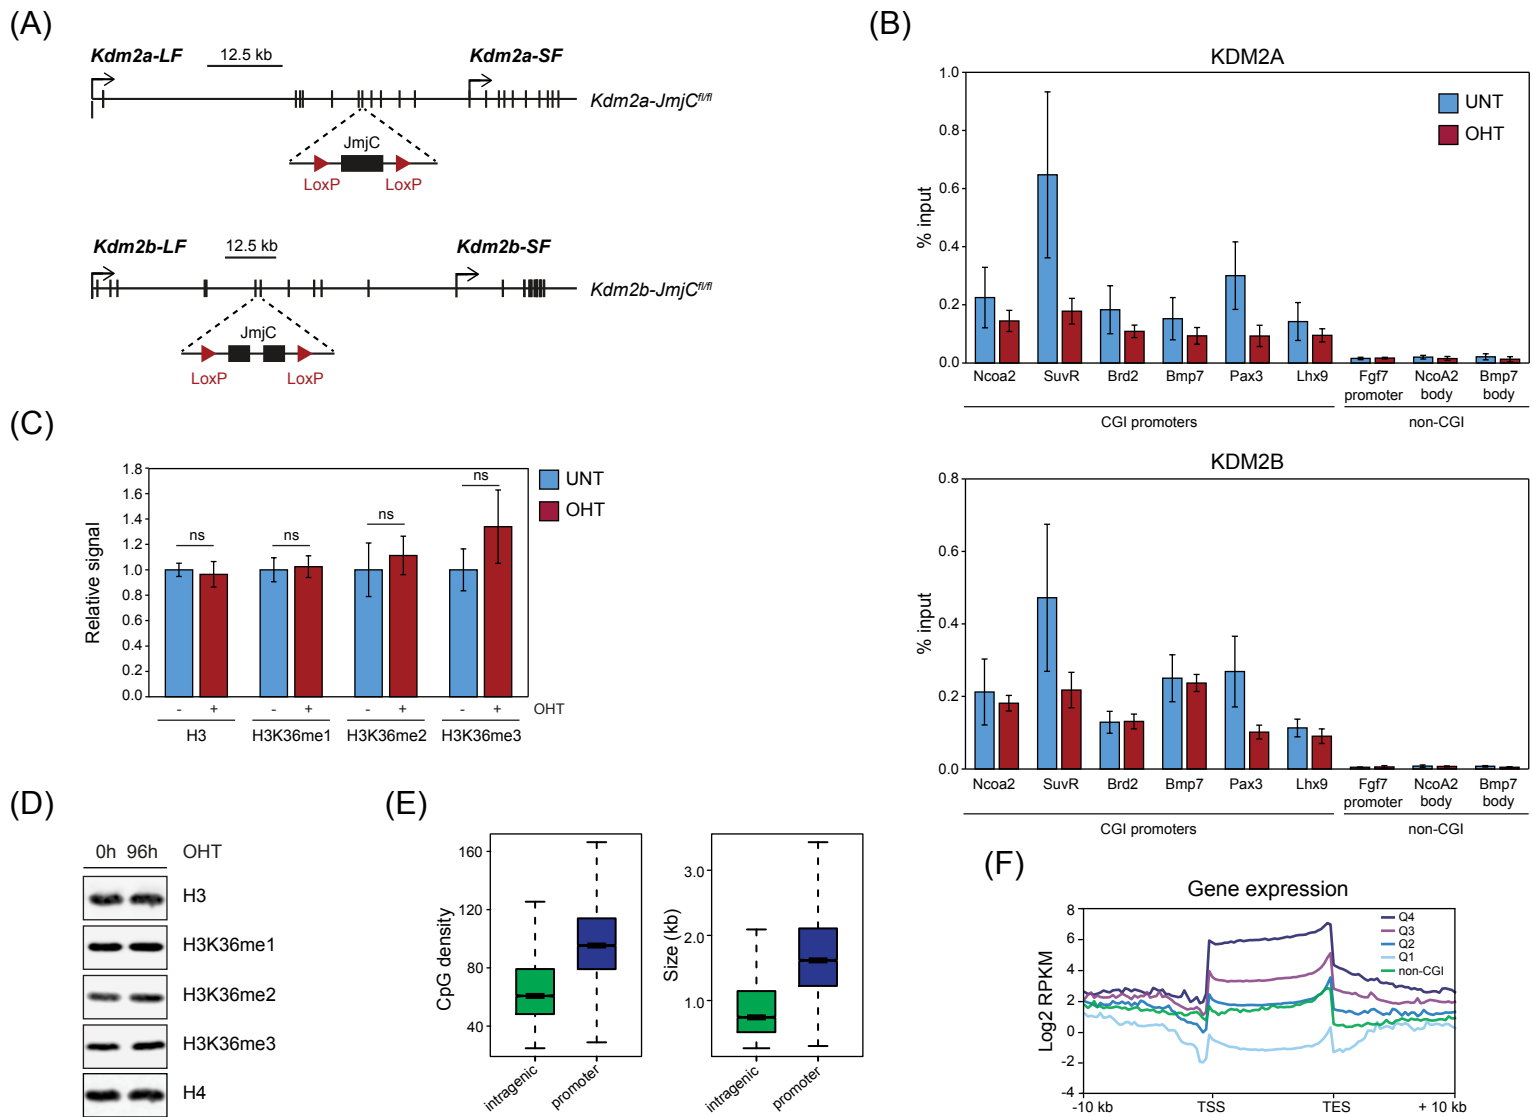 (A)
Kdm2a-LF
12.5 kb
Kdm2a-SF
Kdm2a-JmjCfl/fl
JmjC
LoxP LoxP
Kdm2b-LF
12.5 kb
Kdm2b-SF
Kdm2b-JmjCfl/fl
JmjC
LoxP LoxP
(B)
KDM2A
% input
1.0
0.8
0.6
0.4
0.2
0.0
UNT
OHT
Ncoa2 SuvR Brd2 Bmp7 Pax3 Lhx9 Fgf7 promoter NcoA2 body Bmp7 body
CGI promoters non-CGI
KDM2B
% input
0.8
0.6
0.4
0.2
0.0
Ncoa2 SuvR Brd2 Bmp7 Pax3 Lhx9 Fgf7 promoter NcoA2 body Bmp7 body
CGI promoters non-CGI
(C)
Relative signal
1.8
1.6
1.4
1.2
1.0
0.8
0.6
0.4
0.2
0.0
ns ns ns ns
UNT
OHT
- + - + - + - + OHT
H3 H3K36me1 H3K36me2 H3K36me3
(D)
0h 96h OHT
H3
H3K36me1
H3K36me2
H3K36me3
H4
(E)
CpG density
160
120
80
40
intragenic promoter
Size (kb)
3.0
2.0
1.0
intragenic promoter
(F)
Gene expression
Log2 RPKM
8
6
4
2
0
-2
-4
Q4
Q3
Q2
Q1
non-CGI
-10 kb TSS TES + 10 kb